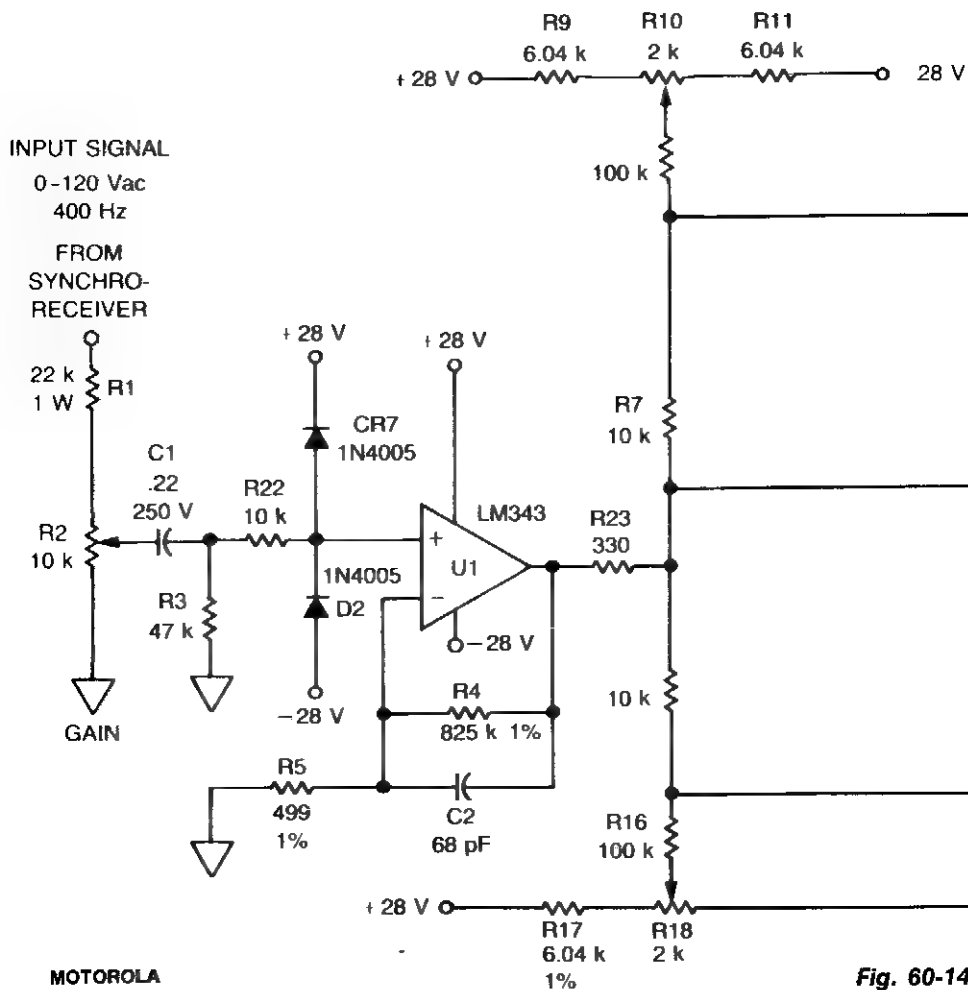 R9
6.04 k
R10
2 k
R11
6.04 k
+28 V
28 V
100 k
INPUT SIGNAL
0-120 Vac
400 Hz
FROM
SYNCHRO-
RECEIVER
22 k
1 W
R1
+28 V
+28 V
CR7
1N4005
R7
10 k
C1
.22
250 V
R22
10 k
LM343
R23
330
R2
10 k
+
U1
−
1N4005
D2
R3
47 k
−28 V
−28 V
R4
825 k 1%
10 k
GAIN
R5
499
1%
C2
68 pF
R16
100 k
+28 V
R17
6.04 k
1%
R18
2 k
MOTOROLA
Fig. 60-14